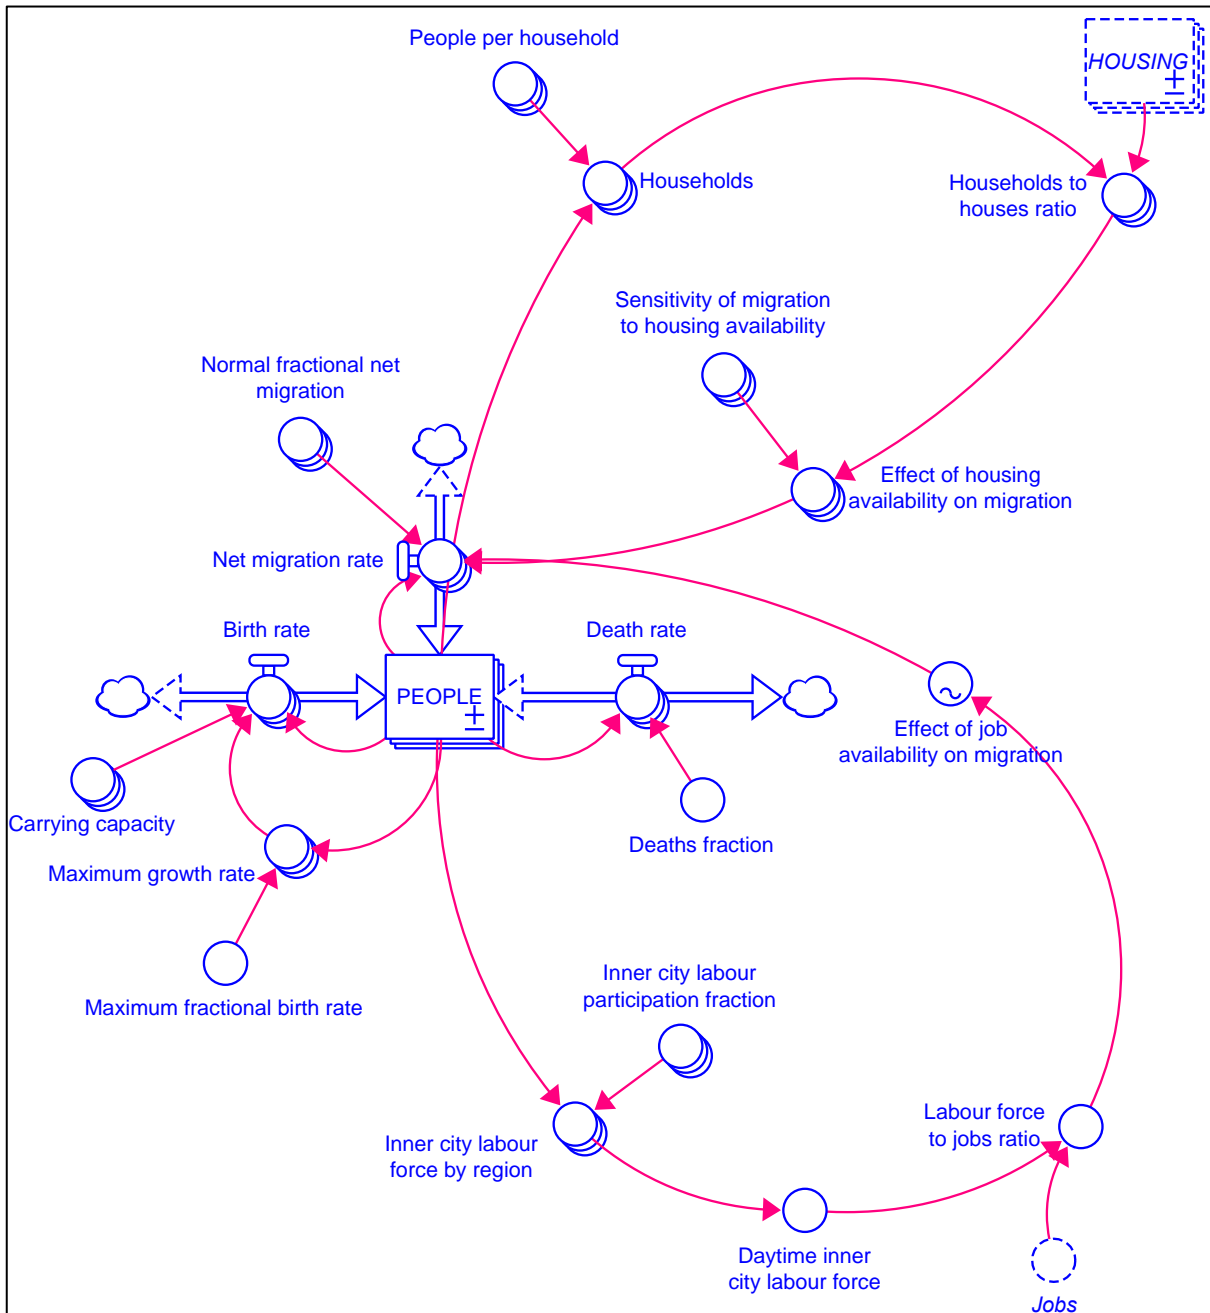 People per household
HOUSING
Households
Households to
houses ratio
Sensitivity of migration
to housing availability
Normal fractional net
migration
Effect of housing
availability on migration
Net migration rate
Birth rate
Death rate
PEOPLE
Effect of job
availability on migration
Carrying capacity
Deaths fraction
Maximum growth rate
Maximum fractional birth rate
Inner city labour
participation fraction
Labour force
to jobs ratio
Inner city labour
force by region
Daytime inner
city labour force
Jobs